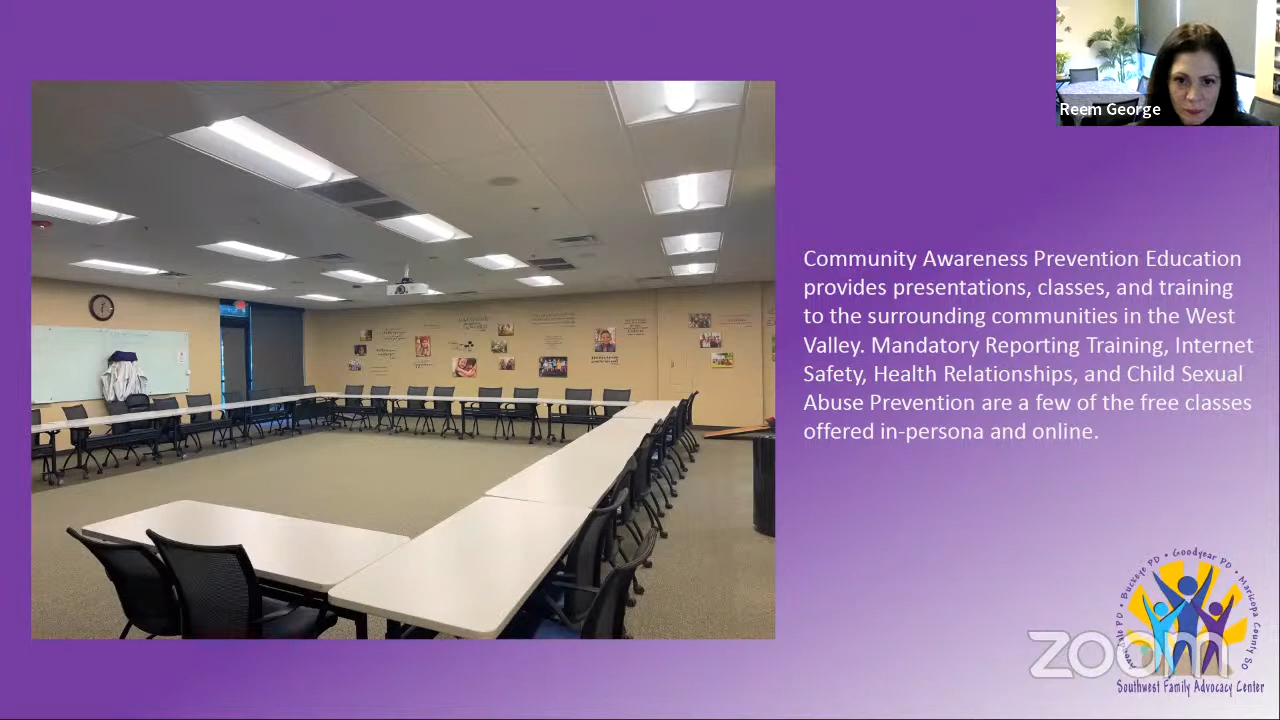 Reem George
Community Awareness Prevention Education
provides presentations, classes, and training
to the surrounding communities in the West
Valley. Mandatory Reporting Training, Internet
Safety, Health Relationships, and Child Sexual
Abuse Prevention are a few of the free classes
offered in-persona and online.
Avondale PD • Buckeye PD • Goodyear PD • Maricopa County SO
zoom
Southwest Family Advocacy Center